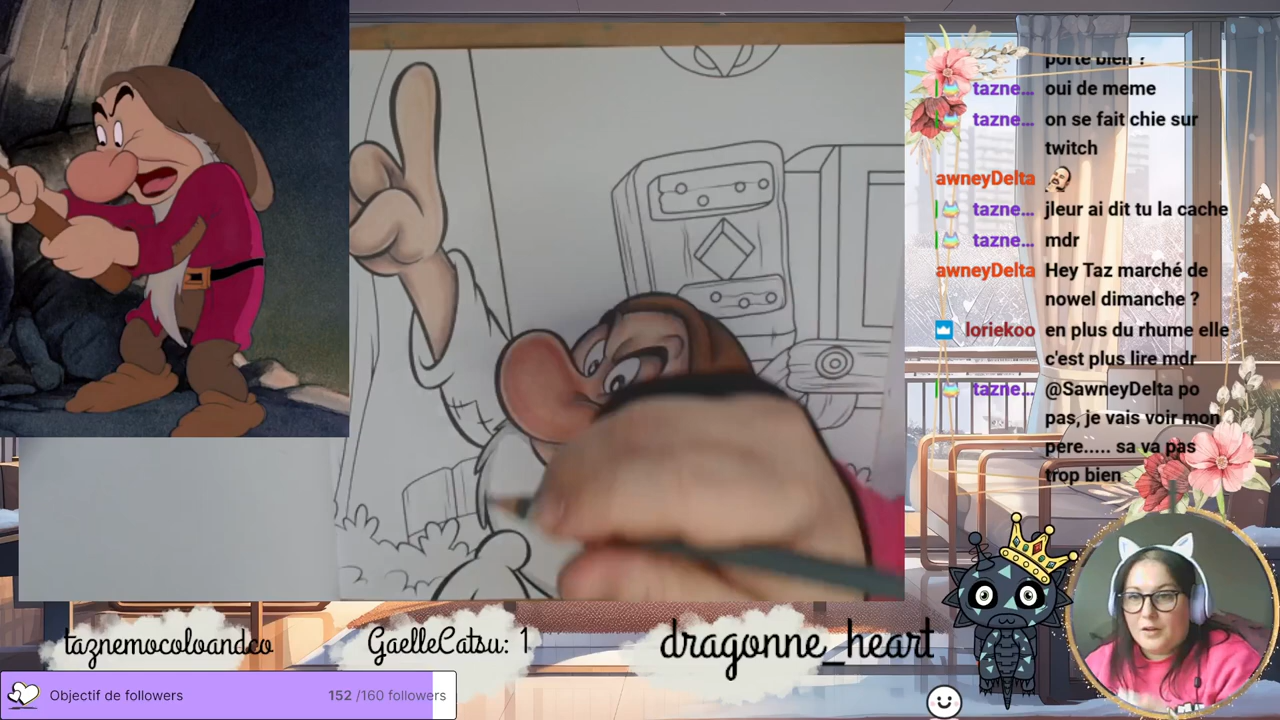 porte bien ?
tazne... oui de meme
tazne... on se fait chie sur
twitch
awneyDelta
tazne... jleur ai dit tu la cache
tazne... mdr
awneyDelta Hey Taz marché de
nowel dimanche ?
loriekoo en plus du rhume elle
c'est plus lire mdr
tazne... @SawneyDelta po
pas, je vais voir mon
pere..... sa va pas
trop bien
taznemocoloandco
GaelleCatsu: 1
dragonne_heart
Objectif de followers 152 /160 followers